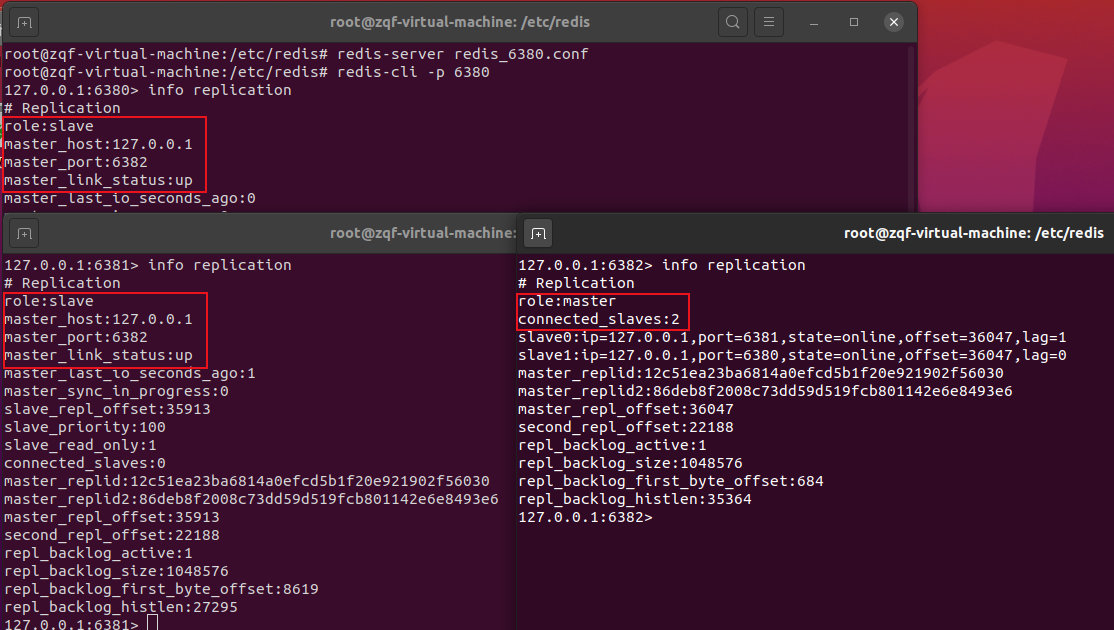 root@zqf-virtual-machine: /etc/redis
root@zqf-virtual-machine:/etc/redis# redis-server redis_6380.conf
root@zqf-virtual-machine:/etc/redis# redis-cli -p 6380
127.0.0.1:6380> info replication
# Replication
role:slave
master_host:127.0.0.1
master_port:6382
master_link_status:up
master_last_io_seconds_ago:0
root@zqf-virtual-machine:
127.0.0.1:6381> info replication
# Replication
role:slave
master_host:127.0.0.1
master_port:6382
master_link_status:up
master_last_io_seconds_ago:1
master_sync_in_progress:0
slave_repl_offset:35913
slave_priority:100
slave_read_only:1
connected_slaves:0
master_replid:12c51ea23ba6814a0efcd5b1f20e921902f56030
master_replid2:86deb8f2008c73dd59d519fcb801142e6e8493e6
master_repl_offset:35913
second_repl_offset:22188
repl_backlog_active:1
repl_backlog_size:1048576
repl_backlog_first_byte_offset:8619
repl_backlog_histlen:27295
127.0.0.1:6381>
root@zqf-virtual-machine: /etc/redis
127.0.0.1:6382> info replication
# Replication
role:master
connected_slaves:2
slave0:ip=127.0.0.1,port=6381,state=online,offset=36047,lag=1
slave1:ip=127.0.0.1,port=6380,state=online,offset=36047,lag=0
master_replid:12c51ea23ba6814a0efcd5b1f20e921902f56030
master_replid2:86deb8f2008c73dd59d519fcb801142e6e8493e6
master_repl_offset:36047
second_repl_offset:22188
repl_backlog_active:1
repl_backlog_size:1048576
repl_backlog_first_byte_offset:684
repl_backlog_histlen:35364
127.0.0.1:6382>